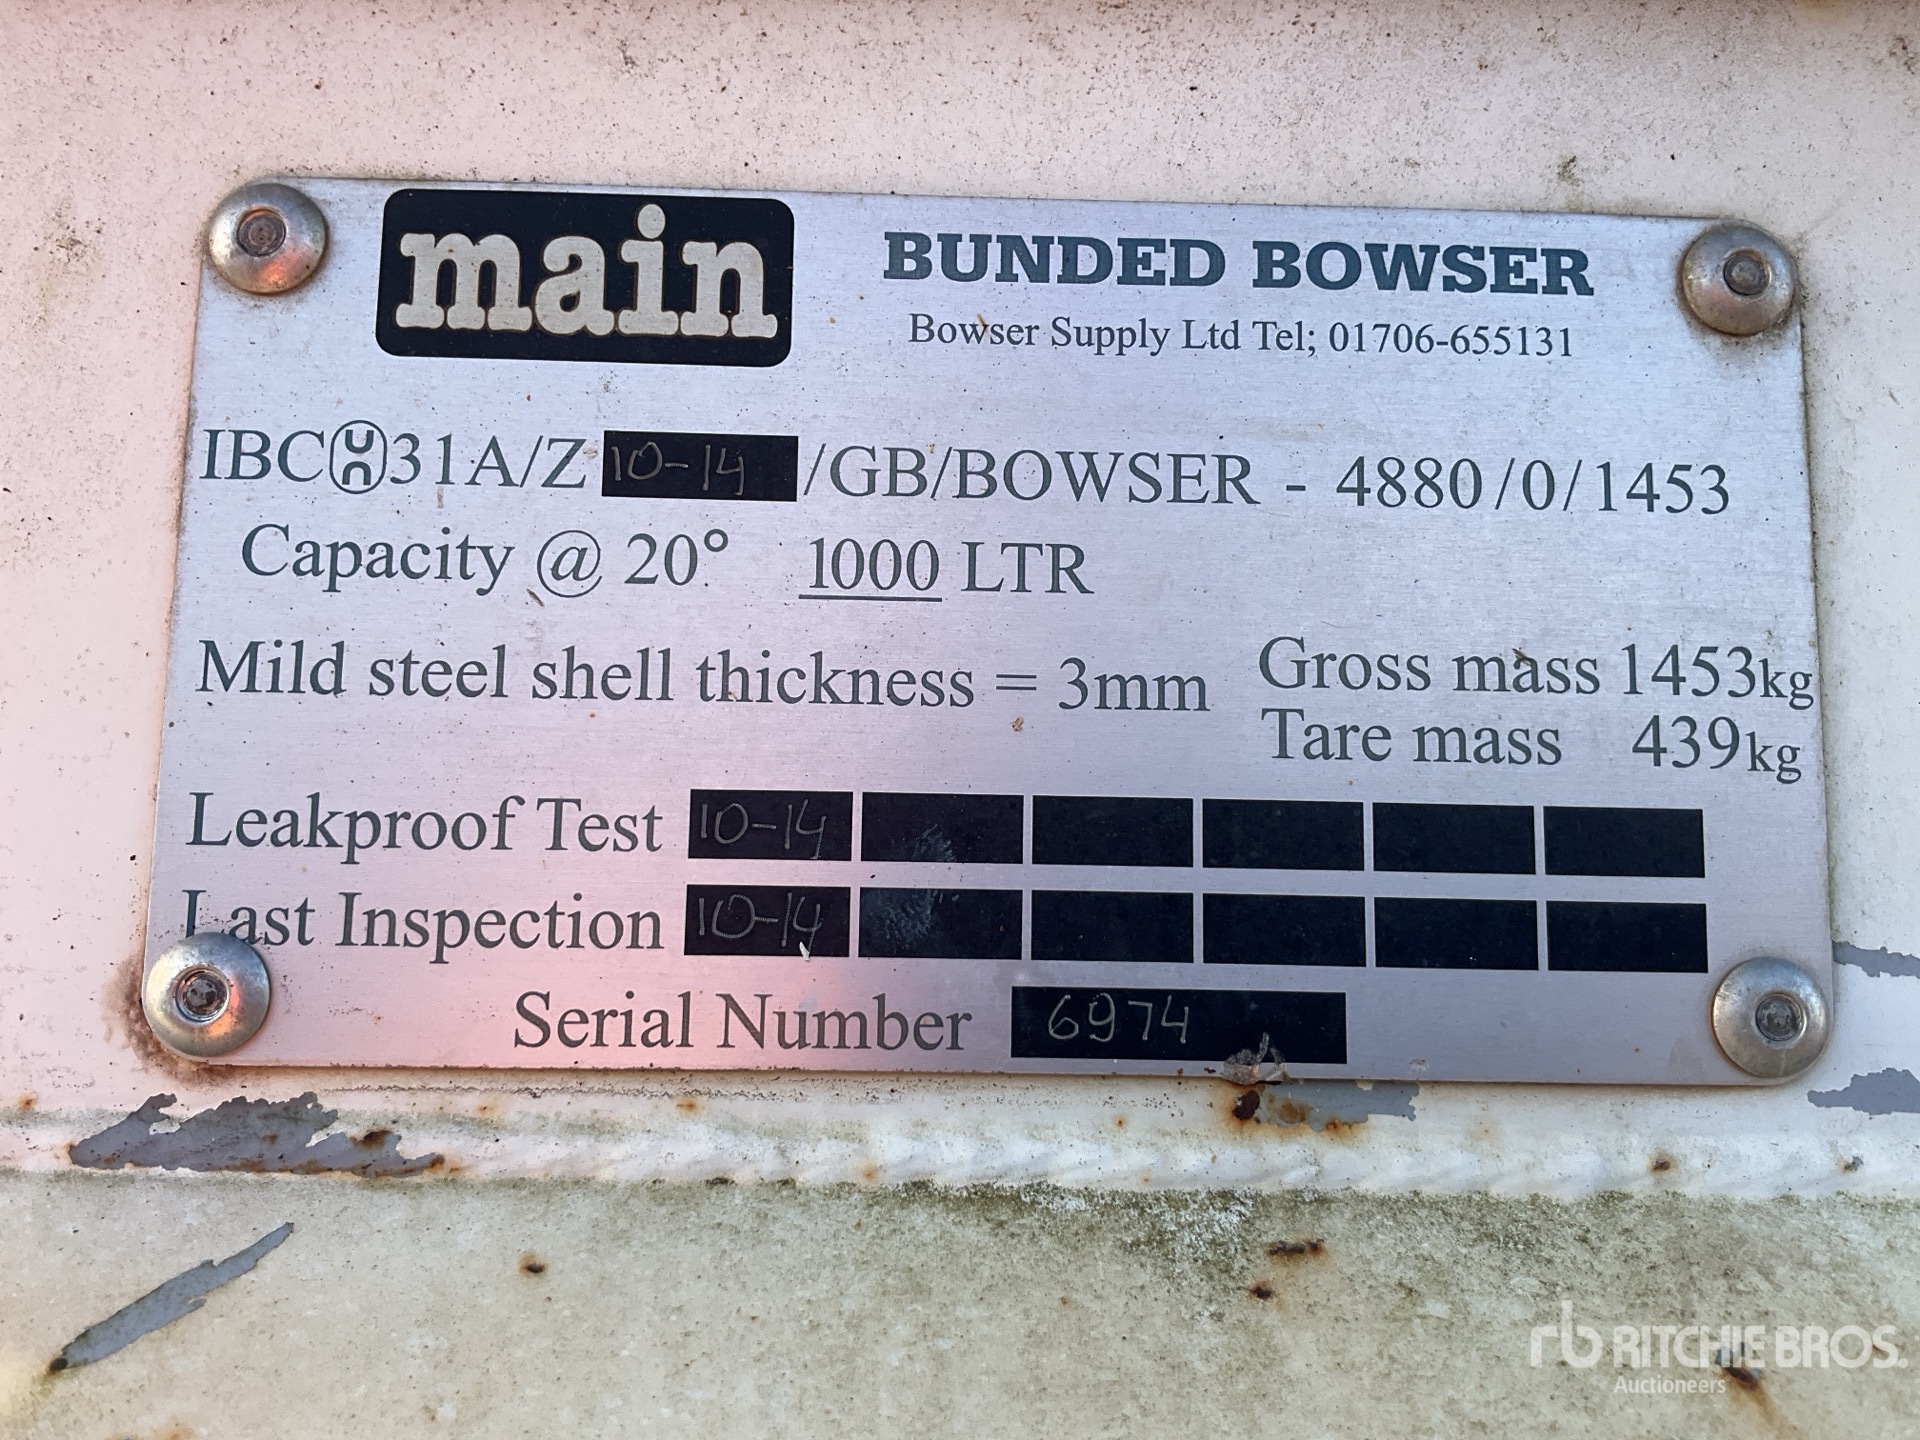 main
BUNDED BOWSER
Bowser Supply Ltd Tel; 01706-655131
IBC UN 31A/Z 10-14 /GB/BOWSER - 4880/0/1453
Capacity @ 20° 1000 LTR
Mild steel shell thickness = 3mm
Gross mass 1453kg
Tare mass 439kg
Leakproof Test 10-14
Last Inspection 10-14
Serial Number 6974
rb RITCHIE BROS.
Auctioneers